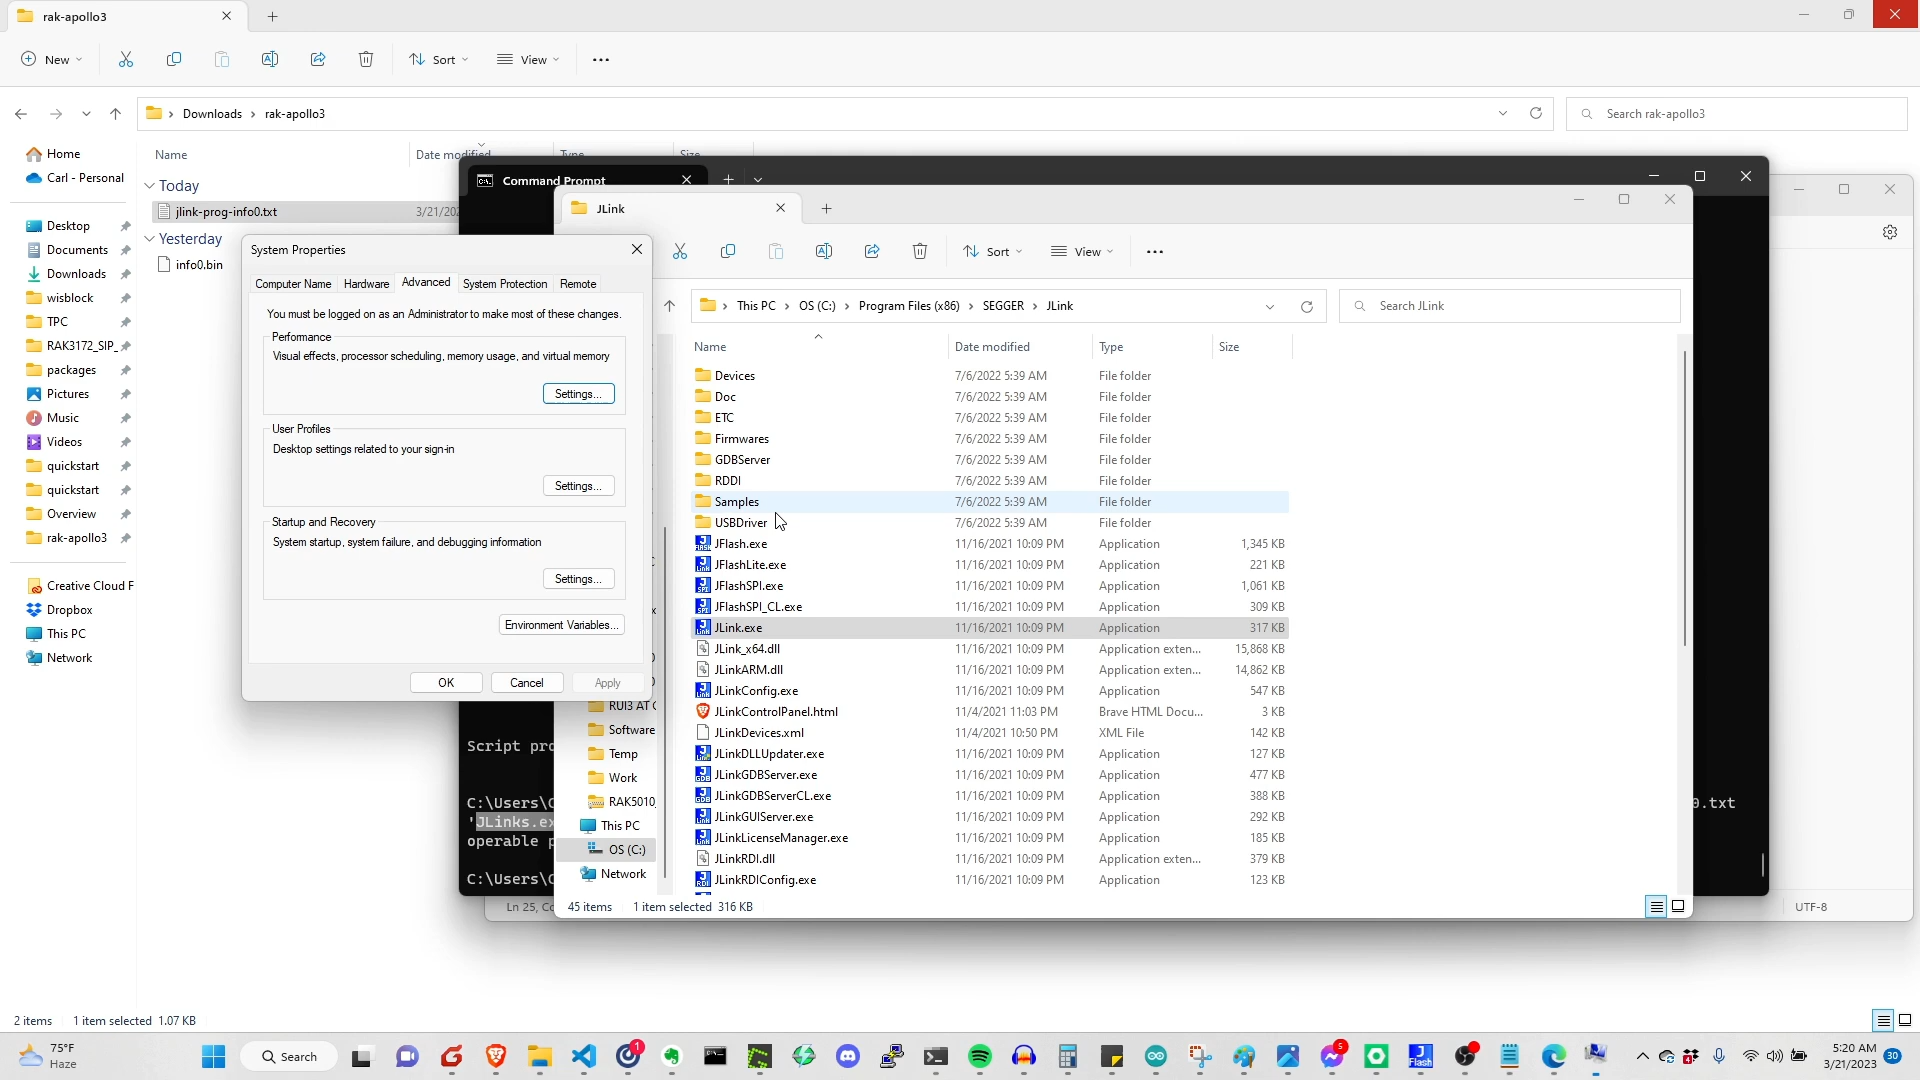 rak-apollo3
New
Sort
View
Downloads
rak-apollo3
Search rak-apollo3
Home
Carl - Personal
Desktop
Documents
Downloads
wisblock
TPC
RAK3172_SIP_
packages
Pictures
Music
Videos
quickstart
quickstart
Overview
rak-apollo3
Creative Cloud F
Dropbox
This PC
Network
Name
Date modified
Type
Size
Today
jlink-prog-info0.txt
3/21/202
Yesterday
info0.bin
2 items
1 item selected 1.07 KB
Command Prompt
Script pro
C:\Users\C
0.txt
'JLinks.ex
operable p
C:\Users\C
Ln 25, Co
UTF-8
System Properties
Computer Name
Hardware
Advanced
System Protection
Remote
You must be logged on as an Administrator to make most of these changes.
Performance
Visual effects, processor scheduling, memory usage, and virtual memory
Settings...
User Profiles
Desktop settings related to your sign-in
Settings...
Startup and Recovery
System startup, system failure, and debugging information
Settings...
Environment Variables...
OK
Cancel
Apply
JLink
Sort
View
This PC
OS (C:)
Program Files (x86)
SEGGER
JLink
Search JLink
Software
Temp
Work
RAK5010_
This PC
OS (C:)
Network
Name Date modified Type Size
Devices 7/6/2022 5:39 AM File folder
Doc 7/6/2022 5:39 AM File folder
ETC 7/6/2022 5:39 AM File folder
Firmwares 7/6/2022 5:39 AM File folder
GDBServer 7/6/2022 5:39 AM File folder
RDDI 7/6/2022 5:39 AM File folder
Samples 7/6/2022 5:39 AM File folder
USBDriver 7/6/2022 5:39 AM File folder
JFlash.exe 11/16/2021 10:09 PM Application 1,345 KB
JFlashLite.exe 11/16/2021 10:09 PM Application 221 KB
JFlashSPI.exe 11/16/2021 10:09 PM Application 1,061 KB
JFlashSPI_CL.exe 11/16/2021 10:09 PM Application 309 KB
JLink.exe 11/16/2021 10:09 PM Application 317 KB
JLink_x64.dll 11/16/2021 10:09 PM Application exten... 15,868 KB
JLinkARM.dll 11/16/2021 10:09 PM Application exten... 14,862 KB
JLinkConfig.exe 11/16/2021 10:09 PM Application 547 KB
JLinkControlPanel.html 11/4/2021 11:03 PM Brave HTML Docu... 3 KB
JLinkDevices.xml 11/4/2021 10:50 PM XML File 142 KB
JLinkDLLUpdater.exe 11/16/2021 10:09 PM Application 127 KB
JLinkGDBServer.exe 11/16/2021 10:09 PM Application 477 KB
JLinkGDBServerCL.exe 11/16/2021 10:09 PM Application 388 KB
JLinkGUIServer.exe 11/16/2021 10:09 PM Application 292 KB
JLinkLicenseManager.exe 11/16/2021 10:09 PM Application 185 KB
JLinkRDI.dll 11/16/2021 10:09 PM Application exten... 379 KB
JLinkRDIConfig.exe 11/16/2021 10:09 PM Application 123 KB
45 items
1 item selected 316 KB
75°F
Haze
Search
1
5
5:20 AM
3/21/2023
30